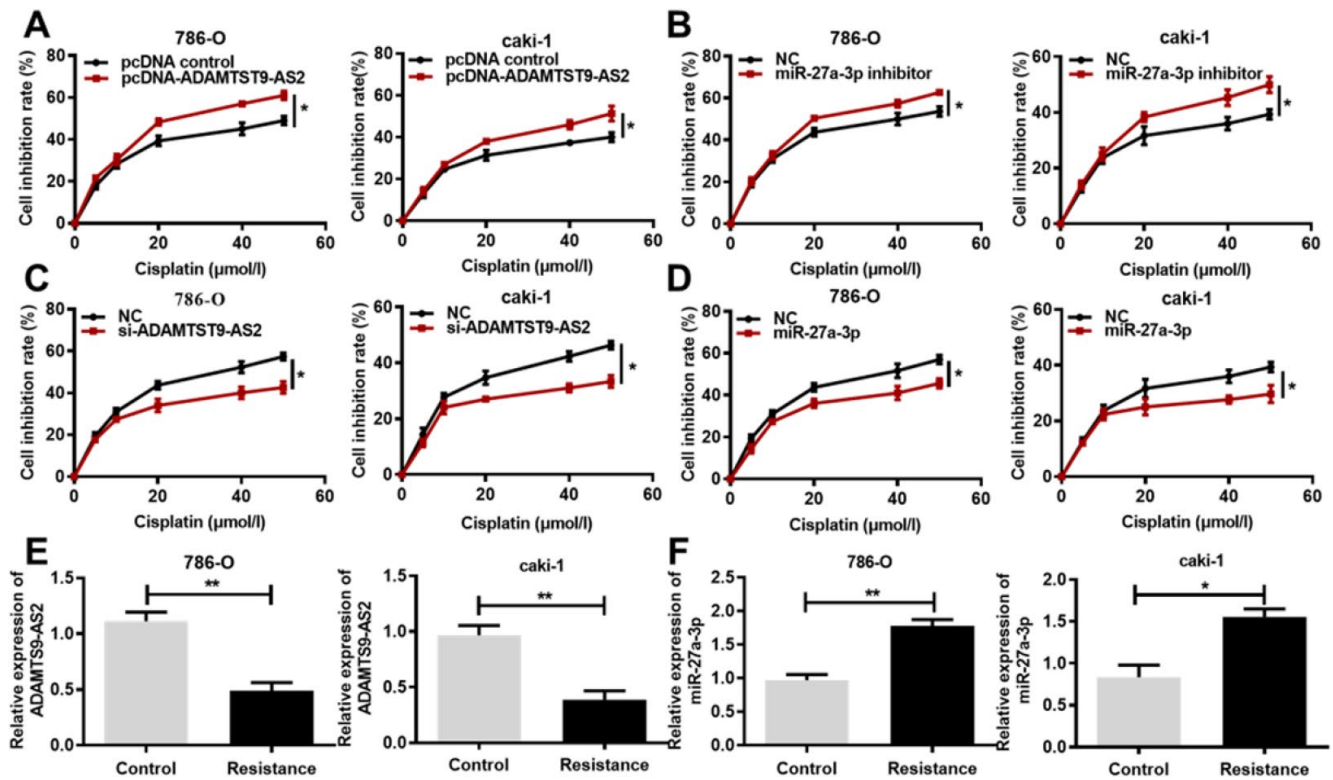 A
786-O
pcDNA control
pcDNA-ADAMTST9-AS2
Cell inhibition rate (%)
80
60
40
20
0
*
0 20 40 60
Cisplatin (µmol/l)
caki-1
pcDNA control
pcDNA-ADAMTST9-AS2
Cell inhibition rate(%)
80
60
40
20
0
*
0 20 40 60
Cisplatin (µmol/l)
B
786-O
NC
miR-27a-3p inhibitor
Cell inhibition rate (%)
80
60
40
20
0
*
0 20 40 60
Cisplatin (µmol/l)
caki-1
NC
miR-27a-3p inhibitor
Cell inhibition rate (%)
60
40
20
0
*
0 20 40 60
Cisplatin (µmol/l)
C
786-O
NC
si-ADAMTST9-AS2
Cell inhibition rate (%)
80
60
40
20
0
*
0 20 40 60
Cisplatin (µmol/l)
caki-1
NC
si-ADAMTST9-AS2
Cell inhibition rate (%)
60
40
20
0
*
0 20 40 60
Cisplatin (µmol/l)
D
786-O
NC
miR-27a-3p
Cell inhibition rate (%)
80
60
40
20
0
*
0 20 40 60
Cisplatin (µmol/l)
caki-1
NC
miR-27a-3p
Cell inhibition rate (%)
60
40
20
0
*
0 20 40 60
Cisplatin (µmol/l)
E
786-O
Relative expression of
ADAMTS9-AS2
1.5
1.0
0.5
0.0
**
Control Resistance
caki-1
Relative expression of
ADAMTS9-AS2
1.5
1.0
0.5
0.0
**
Control Resistance
F
786-O
Relative expression of
miR-27a-3p
2.5
2.0
1.5
1.0
0.5
0.0
**
Control Resistance
caki-1
Relative expression of
miR-27a-3p
2.0
1.5
1.0
0.5
0.0
*
Control Resistance